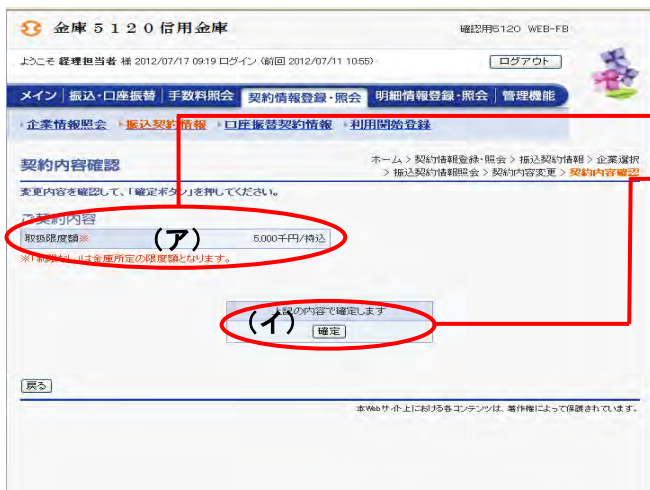 金庫5120信用金庫
確認用5120 WEB-FB
ようこそ 経理担当者 様 2012/07/17 09:19 ログイン (前回 2012/07/11 10:55)
ログアウト
メイン 振込・口座振替 手数料照会 契約情報登録・照会 明細情報登録・照会 管理機能
企業情報照会 振込契約情報 口座振替契約情報 利用開始登録
契約内容確認
ホーム > 契約情報登録・照会 > 振込契約情報 > 企業選択
> 振込契約情報照会 > 契約内容変更 > 契約内容確認
変更内容を確認して、「確定ボタン」を押してください。
ご契約内容
取扱限度額※ (ア) 5,000千円/持込
※「制限なし」は金庫所定の限度額となります。
上記の内容で確定します
(イ) 確定
戻る
本Webサイト上における各コンテンツは、著作権によって保護されています。